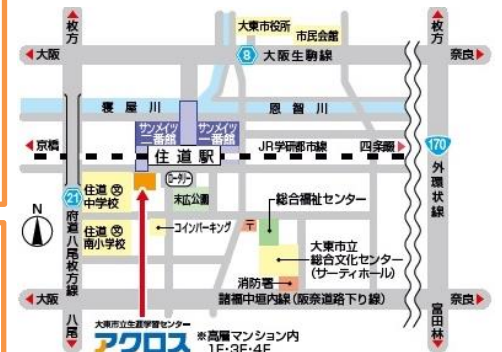 枚方
枚方
大東市役所
市民会館
大阪
8 大阪生駒線
奈良
寝屋川
恩智川
サンメイツ
二番館
サンメイツ
一番館
京橋
住道駅
JR学研都市線
四条畷
170
外環状線
ロータリー
住道 文
中学校
末広公園
総合福祉センター
21
府道八尾枚方線
N
住道 文
南小学校
コインパーキング
〒
大東市立
総合文化センター
(サーティホール)
消防署
大阪
諸福中垣内線(阪奈道路下り線)
奈良
八尾
富田林
大東市立生涯学習センター
アクロス
※高層マンション内
1F・3F・4F